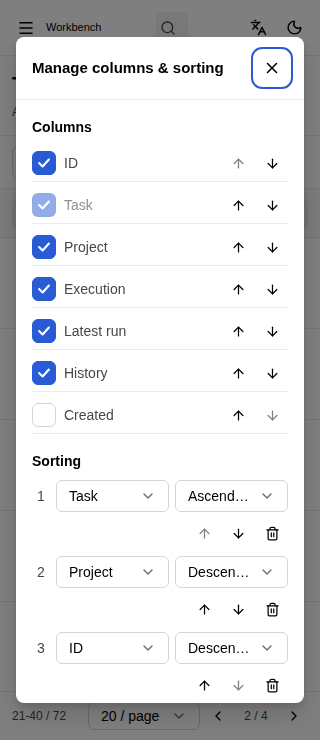 Workbench
Manage columns & sorting
Columns
ID
Task
Project
Execution
Latest run
History
Created
Sorting
1 Task Ascend…
2 Project Descen…
3 ID Descen…
21-40 / 72 20 / page 2 / 4